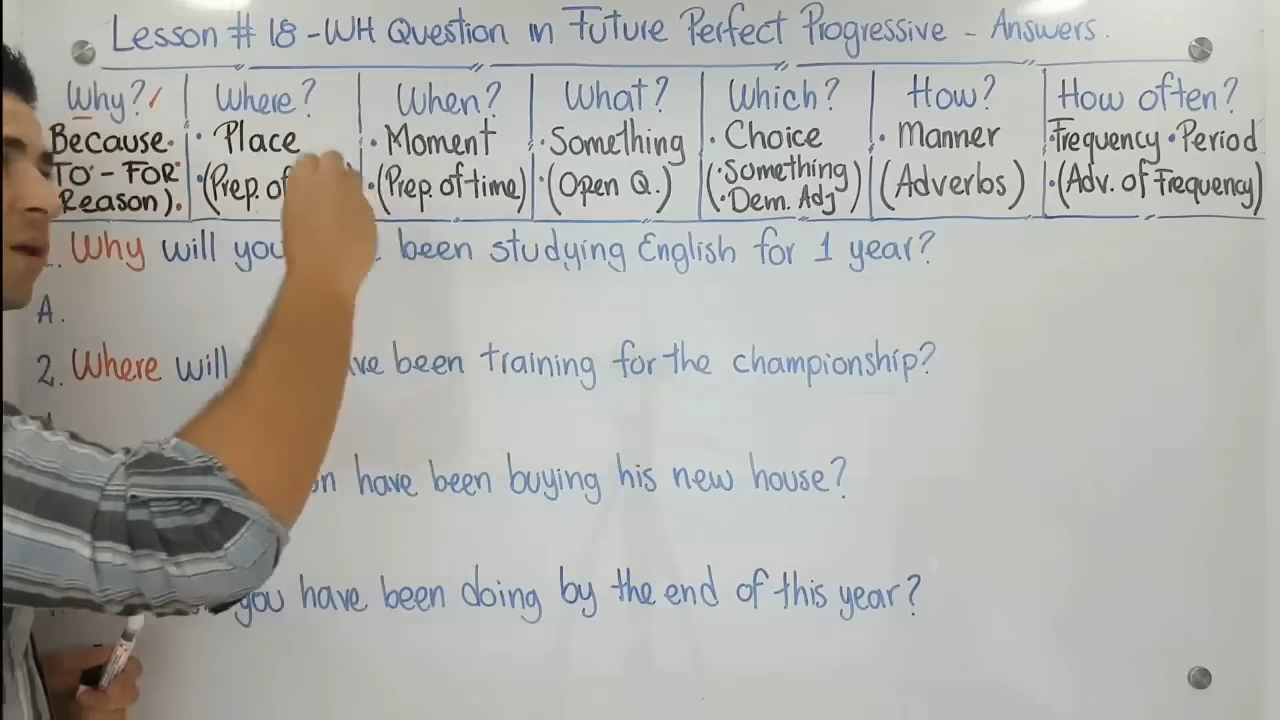 Lesson # 18 - WH Question in Future Perfect Progressive - Answers.
Why? Where? When? What? Which? How? How often?
Because. · Place · Moment · Something · Choice · Manner · Frequency · Period
TO - FOR · (Prep. of · (Prep. of time) · (Open Q.) (· Something (Adverbs) · (Adv. of Frequency)
Reason). · Dem. Adj)
Why will you been studying English for 1 year?
A.
2. Where will have been training for the championship?
have been buying his new house?
you have been doing by the end of this year?